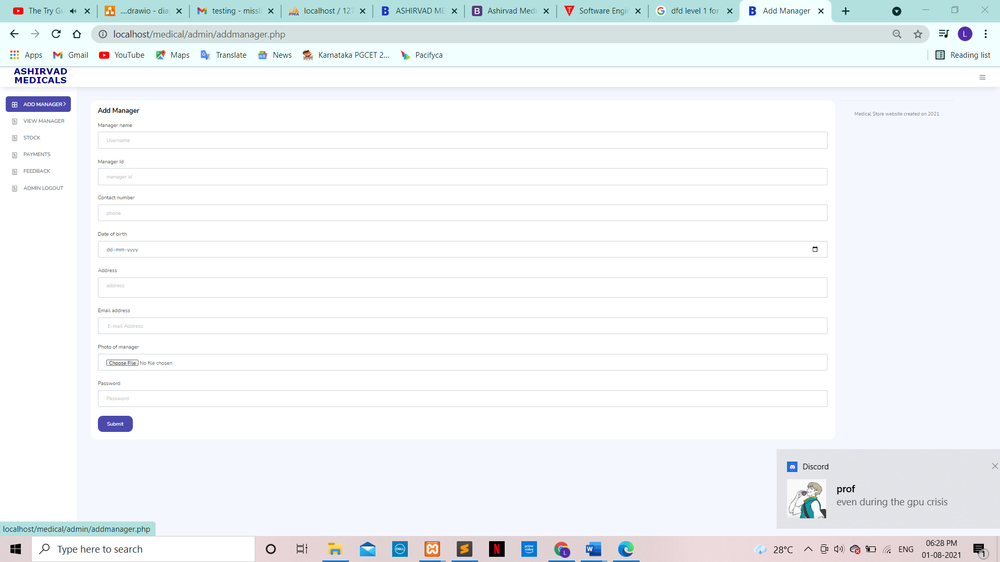 The Try Gu
....drawio - dia
testing - missli
localhost / 127
ASHIRVAD ME
Ashirvad Medi
Software Engir
dfd level 1 for
Add Manager
localhost/medical/admin/addmanager.php
L
Apps
Gmail
YouTube
Maps
Translate
News
Karnataka PGCET 2...
Pacifyca
Reading list
ASHIRVAD
MEDICALS
ADD MANAGER
VIEW MANAGER
STOCK
PAYMENTS
FEEDBACK
ADMIN LOGOUT
Add Manager
Manager name
Username
Manager Id
manager id
Contact number
phone
Date of birth
dd-mm-yyyy
Address
address
Email address
E-mail Address
Photo of manager
Choose File No file chosen
Password
Password
Submit
Medical Store website created on 2021
Discord
prof
even during the gpu crisis
localhost/medical/admin/addmanager.php
Type here to search
28°C
ENG
06:28 PM
01-08-2021
1